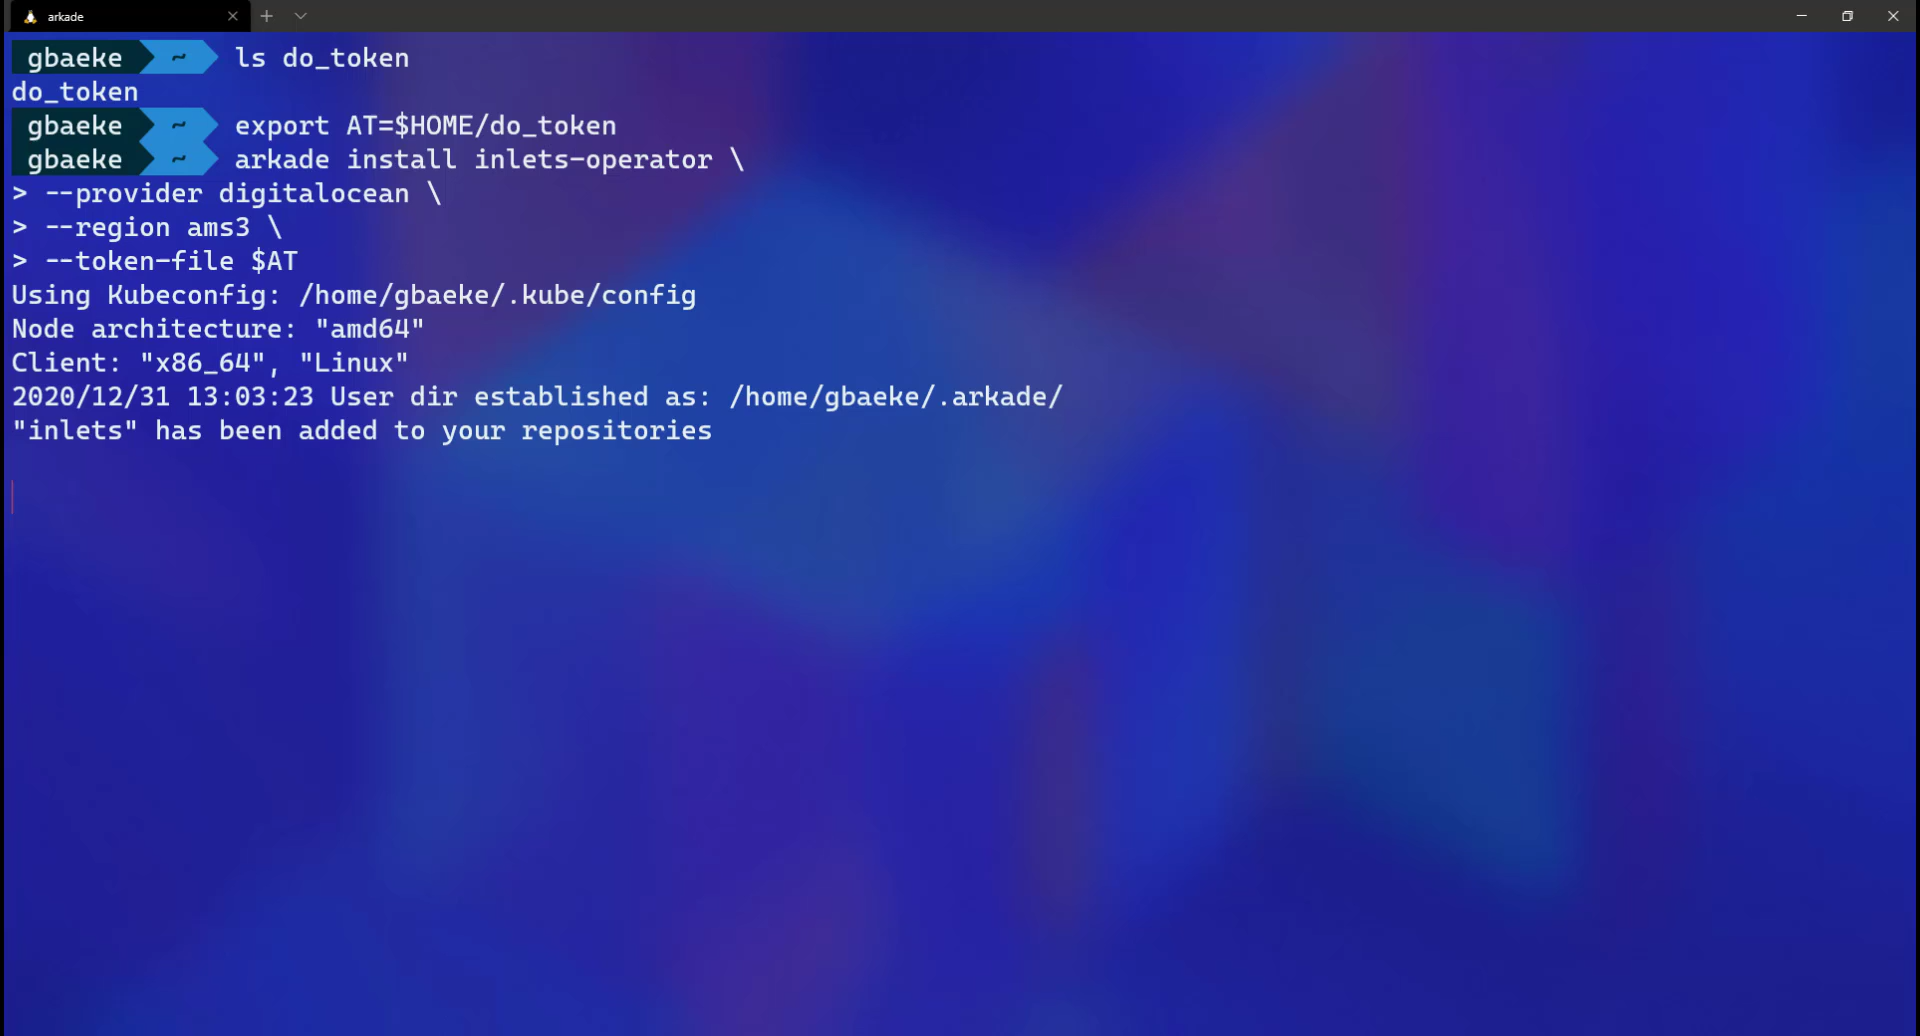 arkade
gbaeke ~ ls do_token
do_token
gbaeke ~ export AT=$HOME/do_token
gbaeke ~ arkade install inlets-operator \
> --provider digitalocean \
> --region ams3 \
> --token-file $AT
Using Kubeconfig: /home/gbaeke/.kube/config
Node architecture: "amd64"
Client: "x86_64", "Linux"
2020/12/31 13:03:23 User dir established as: /home/gbaeke/.arkade/
"inlets" has been added to your repositories